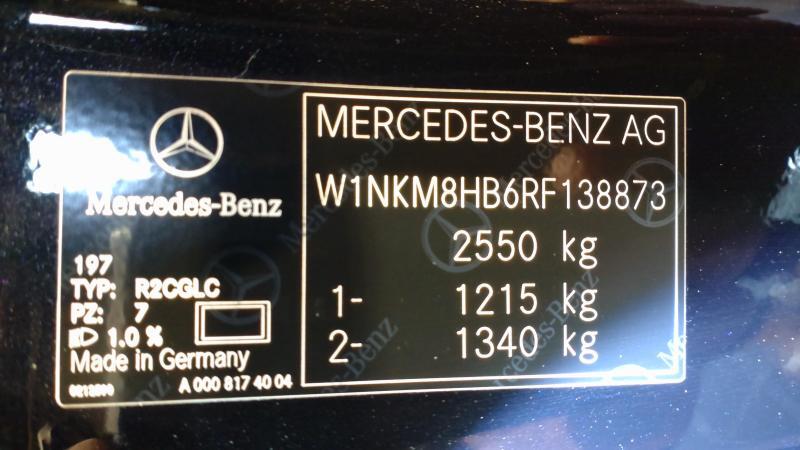 Mercedes-Benz
197
TYP: R2CGLC
PZ: 7
1.0 %
Made in Germany
A 000 817 40 04
MERCEDES-BENZ AG
W1NKM8HB6RF138873
2550 kg
1- 1215 kg
2- 1340 kg